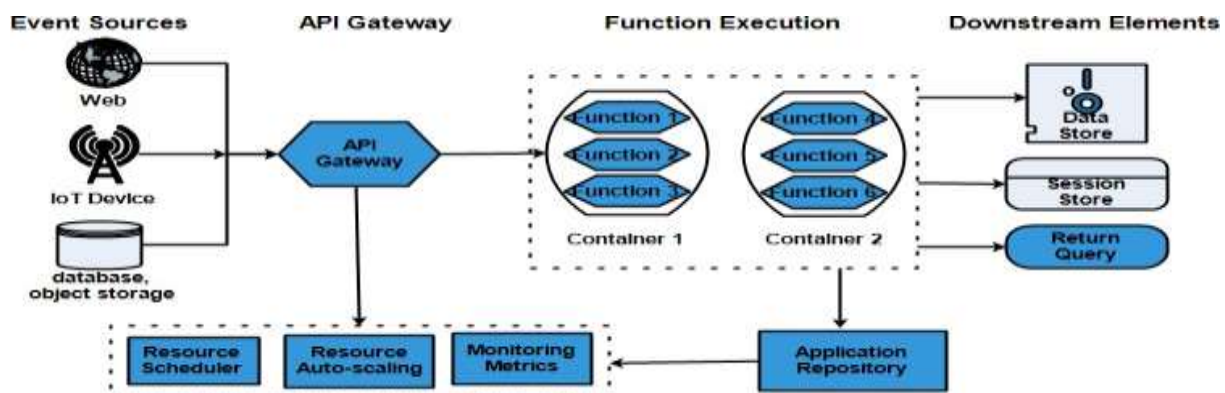 Event Sources
API Gateway
Function Execution
Downstream Elements
Web
IoT Device
database,
object storage
API
Gateway
Function 1
Function 2
Function 3
Container 1
Function 4
Function 5
Function 6
Container 2
Data
Store
Session
Store
Return
Query
Resource
Scheduler
Resource
Auto-scaling
Monitoring
Metrics
Application
Repository